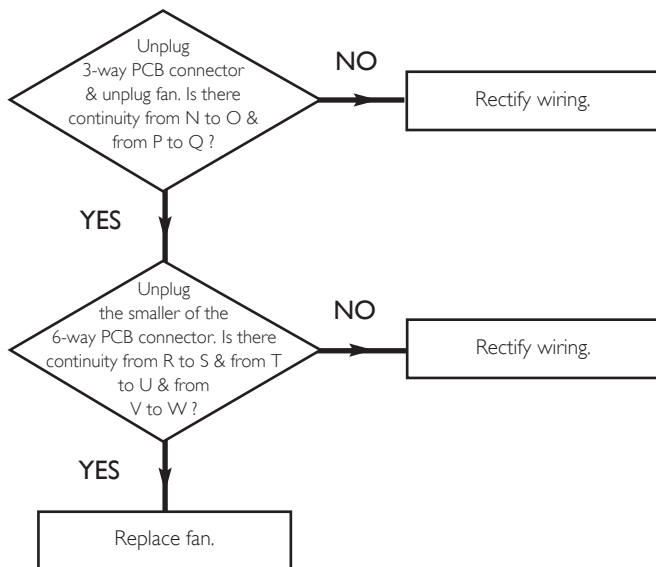 Unplug
3-way PCB connector
& unplug fan. Is there
continuity from N to O &
from P to Q ?
NO
Rectify wiring.
YES
Unplug
the smaller of the
6-way PCB connector. Is there
continuity from R to S & from T
to U & from
V to W ?
NO
Rectify wiring.
YES
Replace fan.